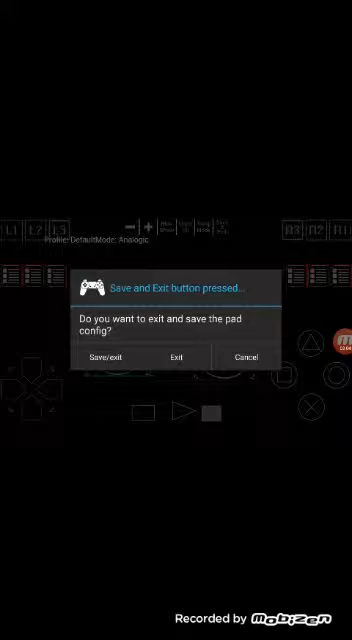 L1 L2 L3
R3 R2 R1
Profile: DefaultMode: Analogic
Save and Exit button pressed...
Do you want to exit and save the pad
config?
Save/exit Exit Cancel
Recorded by Mobizen